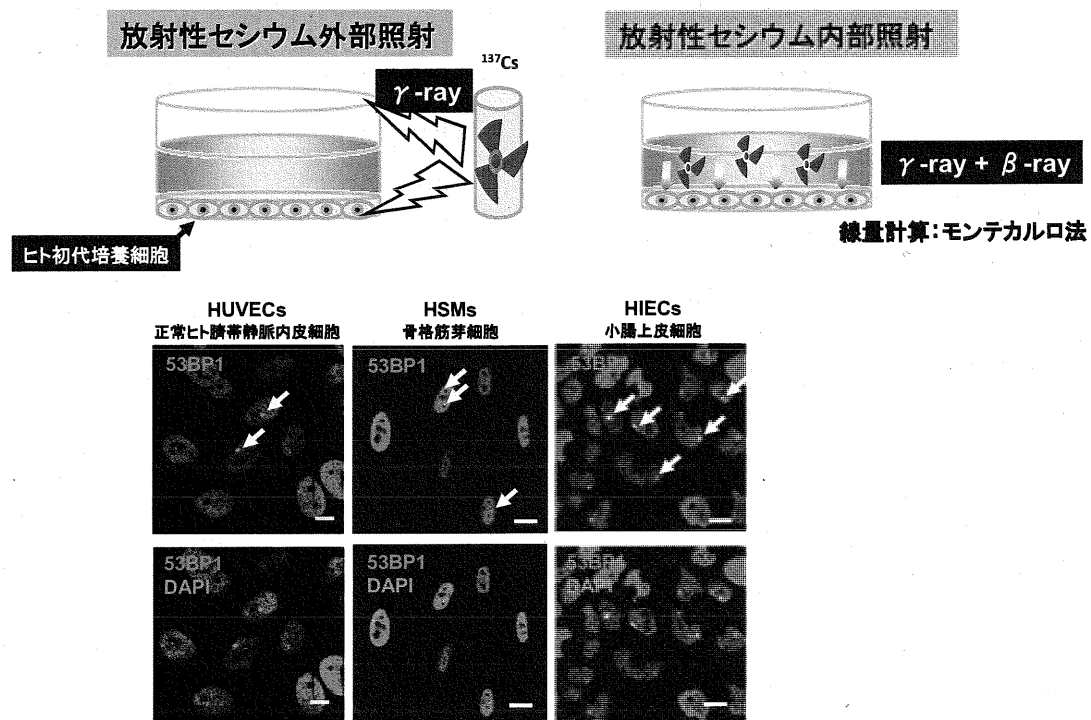 放射性セシウム外部照射
放射性セシウム内部照射
¹³⁷Cs
γ-ray
γ-ray + β-ray
線量計算:モンテカルロ法
ヒト初代培養細胞
HUVECs
正常ヒト臍帯静脈内皮細胞
HSMs
骨格筋芽細胞
HIECs
小腸上皮細胞
53BP1
53BP1
53BP1
53BP1
DAPI
53BP1
DAPI
53BP1
DAPI